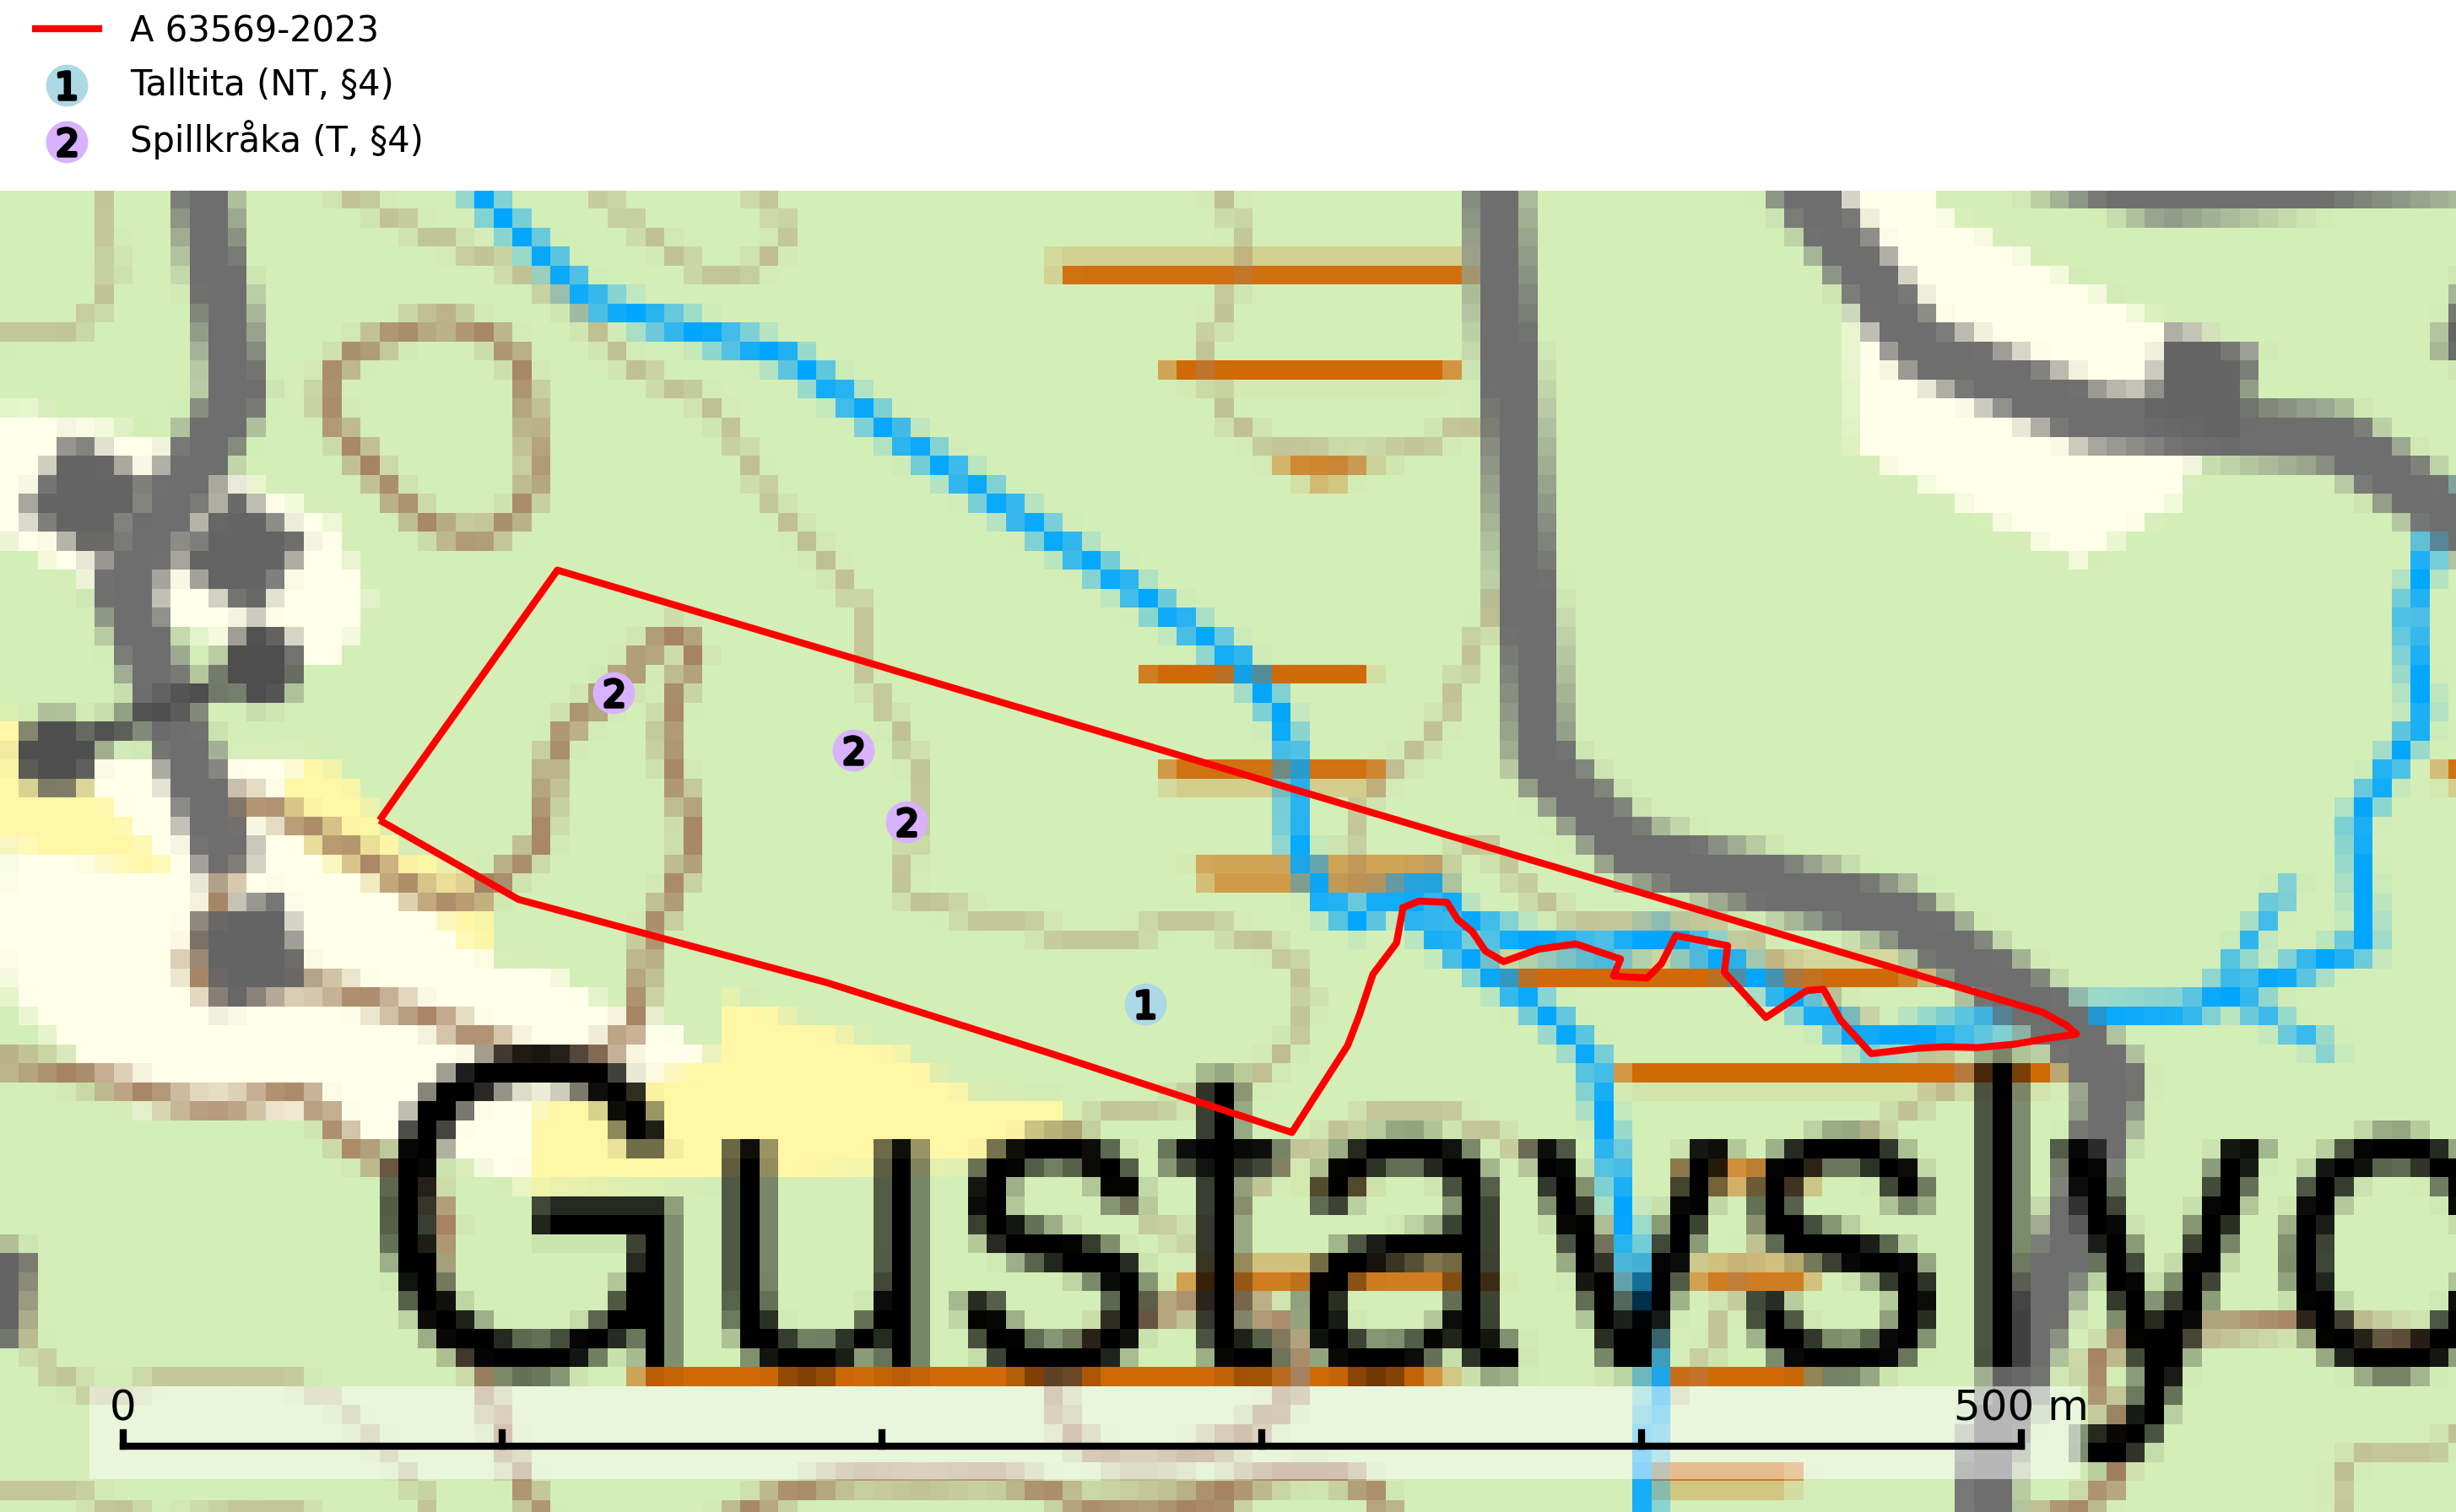 A 63569-2023
1 Talltita (NT, §4)
2 Spillkråka (T, §4)
2
2
2
1
Gustavslyc
0 500 m